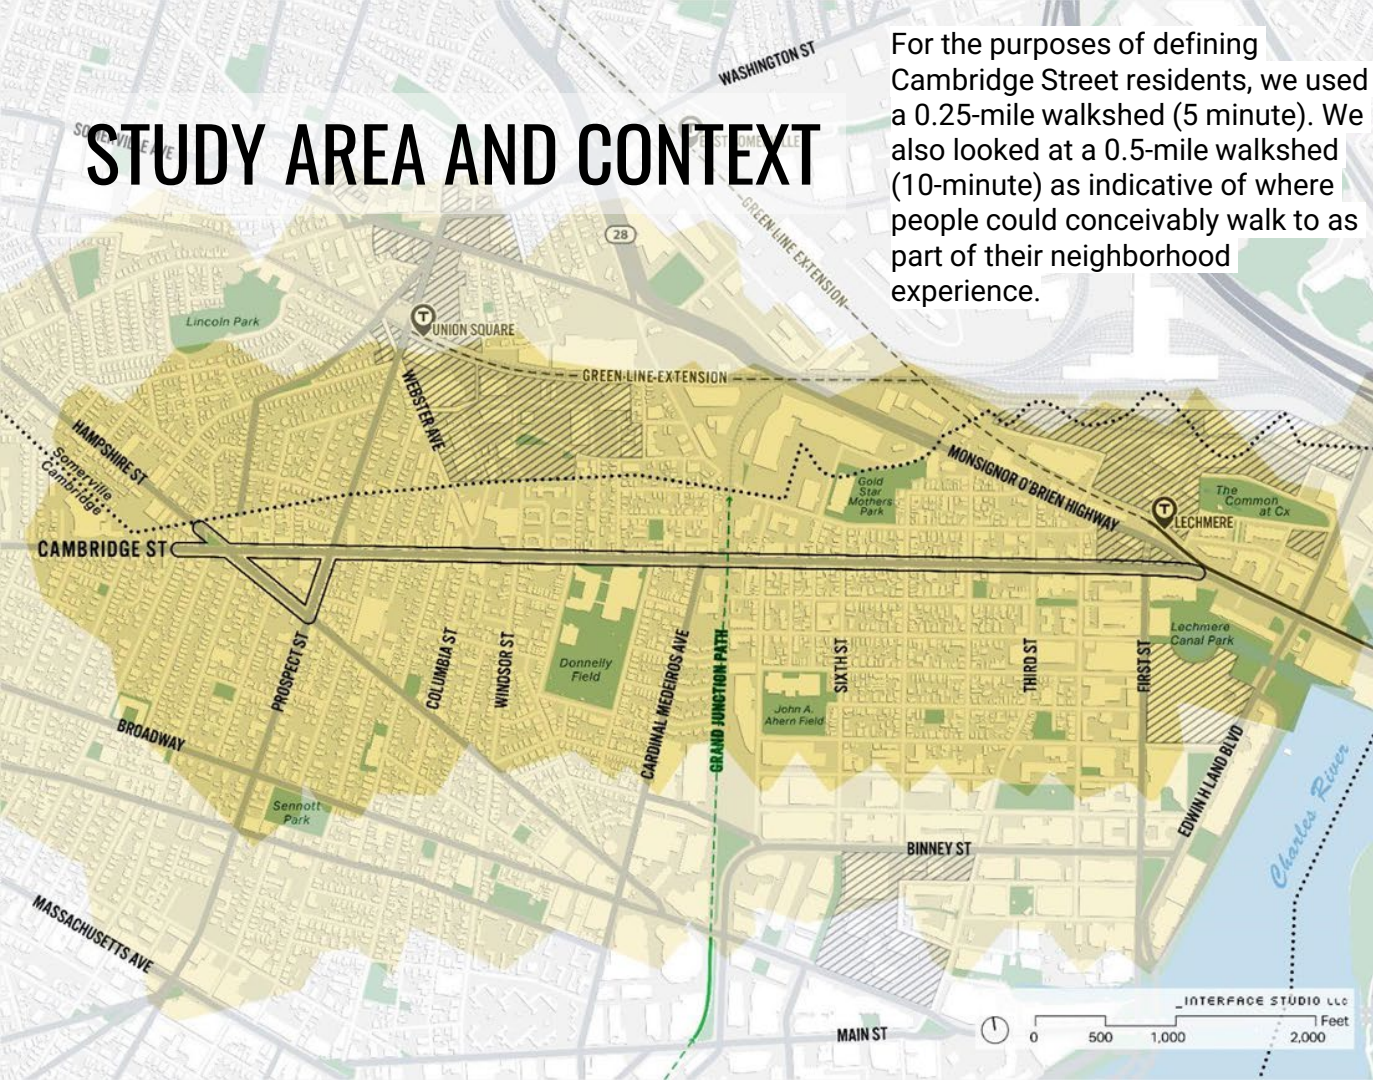 STUDY AREA AND CONTEXT
For the purposes of defining
Cambridge Street residents, we used
a 0.25-mile walkshed (5 minute). We
also looked at a 0.5-mile walkshed
(10-minute) as indicative of where
people could conceivably walk to as
part of their neighborhood
experience.
WASHINGTON ST
SOMERVILLE AVE
EAST SOMERVILLE
GREEN LINE EXTENSION
28
Lincoln Park
T
UNION SQUARE
GREEN LINE EXTENSION
WEBSTER AVE
HAMPSHIRE ST
Somerville
Cambridge
MONSIGNOR O'BRIEN HIGHWAY
Gold
Star
Mothers
Park
The
Common
at Cx
T
LECHMERE
CAMBRIDGE ST
Lechmere
Canal Park
PROSPECT ST
COLUMBIA ST
WINDSOR ST
Donnelly
Field
CARDINAL MEDEIROS AVE
GRAND JUNCTION PATH
SIXTH ST
THIRD ST
FIRST ST
John A.
Ahern Field
BROADWAY
Sennott
Park
EDWIN H LAND BLVD
Charles River
BINNEY ST
MASSACHUSETTS AVE
MAIN ST
_INTERFACE STUDIO LLC
Feet
0 500 1,000 2,000